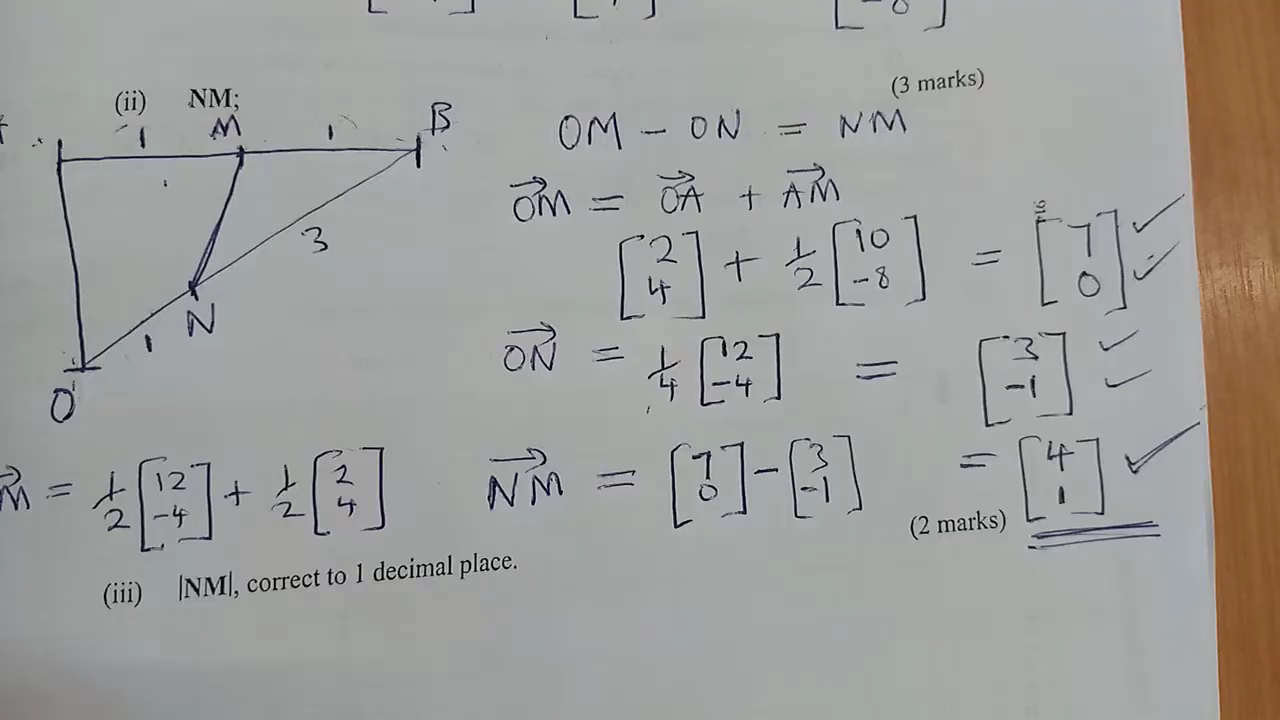 (3 marks)
(ii) NM;
1 M 1 B
OM - ON = NM
OM = OA + AM
[2 4] + 1/2 [10 -8] = [7 0]
3
N
1
O
ON = 1/4 [12 -4] = [3 -1]
M = 1/2 [12 -4] + 1/2 [2 4]
NM = [7 0] - [3 -1] = [4 1]
(2 marks)
(iii) |NM|, correct to 1 decimal place.